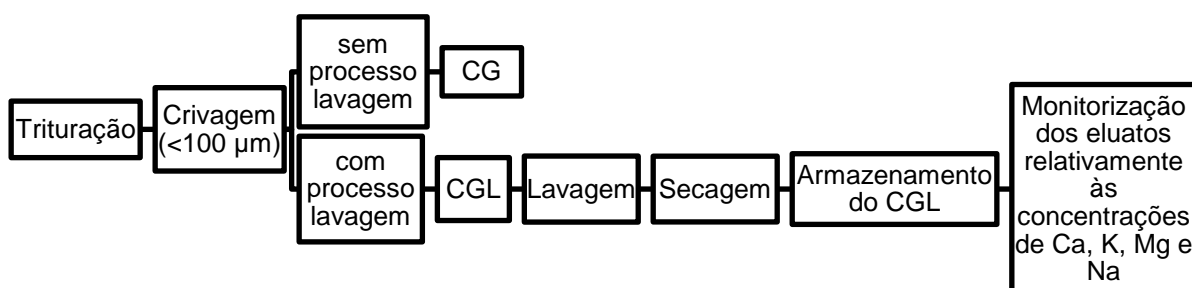 Trituração
Crivagem
(<100 µm)
sem
processo
lavagem
CG
com
processo
lavagem
CGL
Lavagem
Secagem
Armazenamento
do CGL
Monitorização
dos eluatos
relativamente
às
concentrações
de Ca, K, Mg e
Na